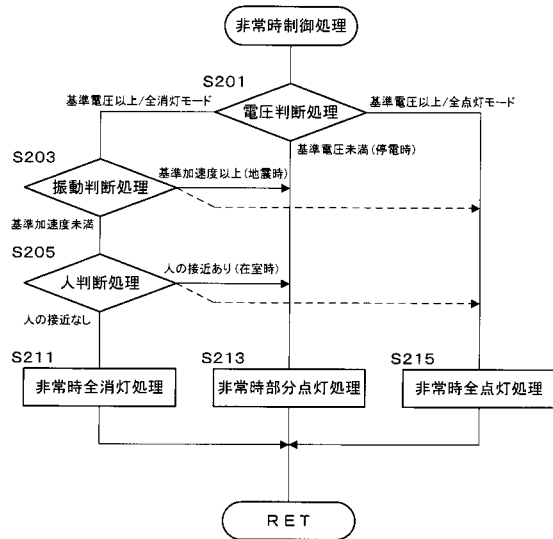 非常時制御処理
S201
基準電圧以上/全消灯モード
電圧判断処理
基準電圧以上/全点灯モード
基準電圧未満(停電時)
S203
振動判断処理
基準加速度以上(地震時)
基準加速度未満
S205
人判断処理
人の接近あり(在室時)
人の接近なし
S211
非常時全消灯処理
S213
非常時部分点灯処理
S215
非常時全点灯処理
RET